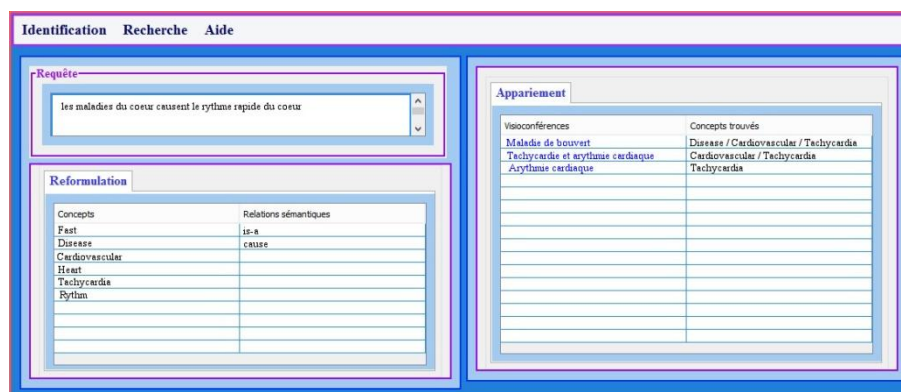 Identification Recherche Aide
Requête
les maladies du coeur causent le rythme rapide du coeur
Reformulation
Concepts Relations sémantiques
Fast is-a
Disease cause
Cardiovascular
Heart
Tachycardia
Rythm
Appariement
Visioconférences Concepts trouvés
Maladie de bouvert Disease / Cardiovascular / Tachycardia
Tachycardie et arythmie cardiaque Cardiovascular / Tachycardia
Arythmie cardiaque Tachycardia